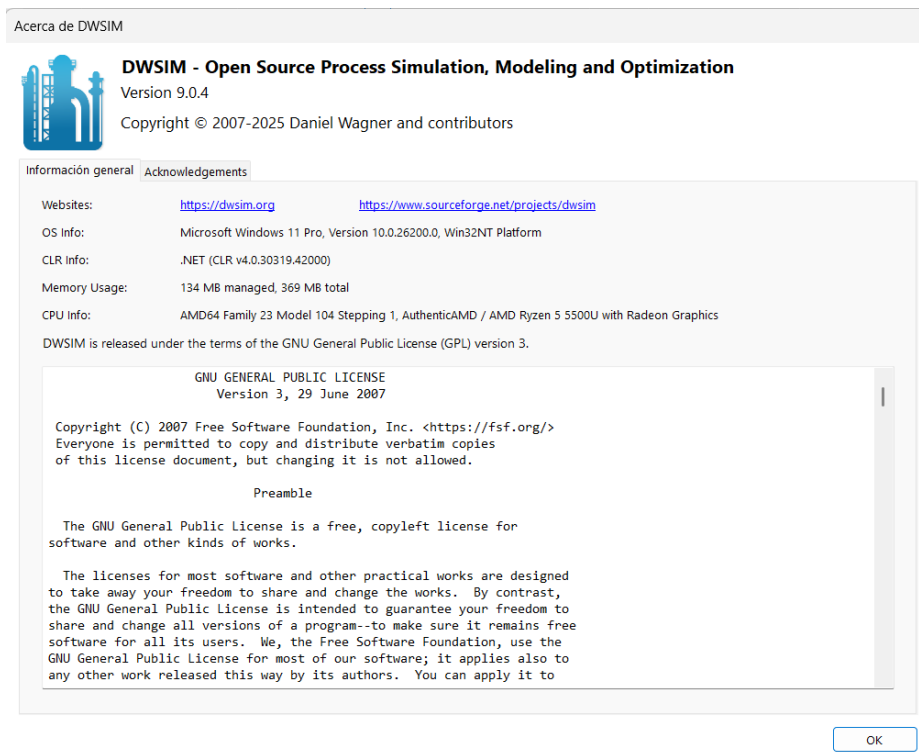 Acerca de DWSIM
DWSIM - Open Source Process Simulation, Modeling and Optimization
Version 9.0.4
Copyright © 2007-2025 Daniel Wagner and contributors
Información general Acknowledgements
Websites: https://dwsim.org https://www.sourceforge.net/projects/dwsim
OS Info: Microsoft Windows 11 Pro, Version 10.0.26200.0, Win32NT Platform
CLR Info: .NET (CLR v4.0.30319.42000)
Memory Usage: 134 MB managed, 369 MB total
CPU Info: AMD64 Family 23 Model 104 Stepping 1, AuthenticAMD / AMD Ryzen 5 5500U with Radeon Graphics
DWSIM is released under the terms of the GNU General Public License (GPL) version 3.
GNU GENERAL PUBLIC LICENSE
Version 3, 29 June 2007
Copyright (C) 2007 Free Software Foundation, Inc. <https://fsf.org/>
Everyone is permitted to copy and distribute verbatim copies
of this license document, but changing it is not allowed.
Preamble
The GNU General Public License is a free, copyleft license for
software and other kinds of works.
The licenses for most software and other practical works are designed
to take away your freedom to share and change the works. By contrast,
the GNU General Public License is intended to guarantee your freedom to
share and change all versions of a program--to make sure it remains free
software for all its users. We, the Free Software Foundation, use the
GNU General Public License for most of our software; it applies also to
any other work released this way by its authors. You can apply it to
OK